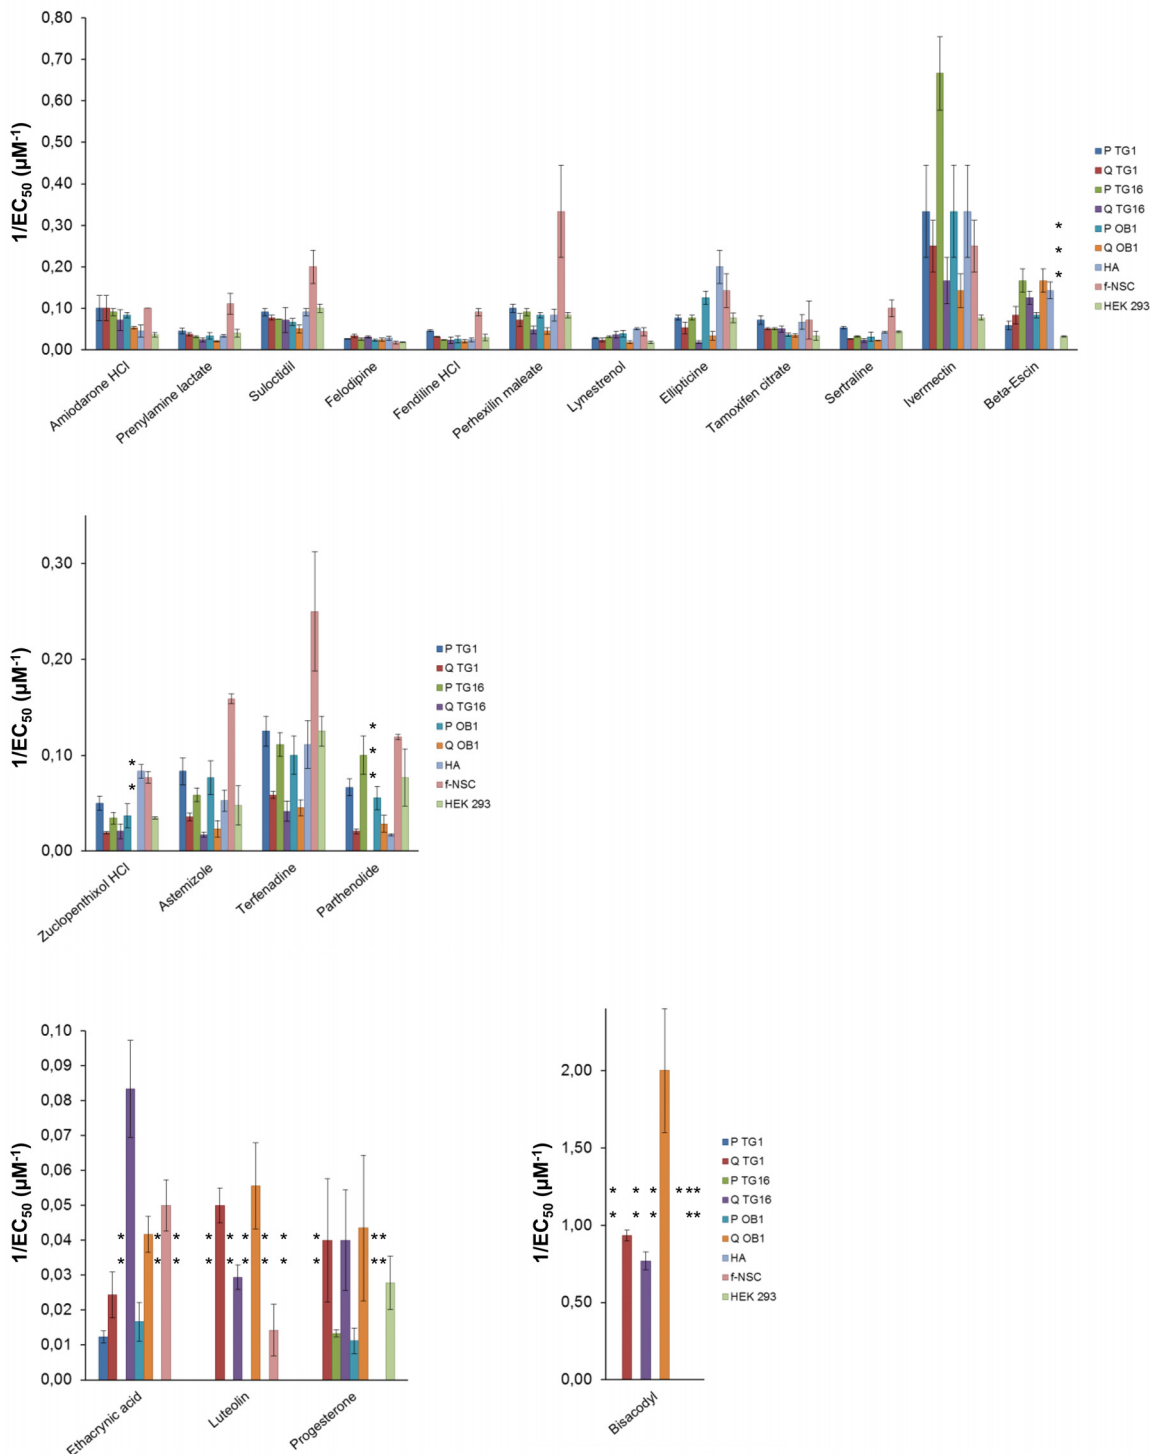 0,80
0,70
0,60
0,50
0,40
0,30
0,20
0,10
0,00
1/EC50 (µM-1)
P TG1
Q TG1
P TG16
Q TG16
P OB1
Q OB1
HA
f-NSC
HEK 293
* * *
Amiodarone HCl
Prenylamine lactate
Suloctidil
Felodipine
Fendiline HCl
Perhexilin maleate
Lynestrenol
Ellipticine
Tamoxifen citrate
Sertraline
Ivermectin
Beta-Escin
0,30
0,20
0,10
0,00
1/EC50 (µM-1)
P TG1
Q TG1
P TG16
Q TG16
P OB1
Q OB1
HA
f-NSC
HEK 293
* *
* * *
Zuclopenthixol HCl
Astemizole
Terfenadine
Parthenolide
0,10
0,09
0,08
0,07
0,06
0,05
0,04
0,03
0,02
0,01
0,00
1/EC50 (µM-1)
* * * * * * * * **
* * * * * * * * **
Ethacrynic acid
Luteolin
Progesterone
2,00
1,50
1,00
0,50
0,00
1/EC50 (µM-1)
* * * * ***
* * * **
P TG1
Q TG1
P TG16
Q TG16
P OB1
Q OB1
HA
f-NSC
HEK 293
Bisacodyl